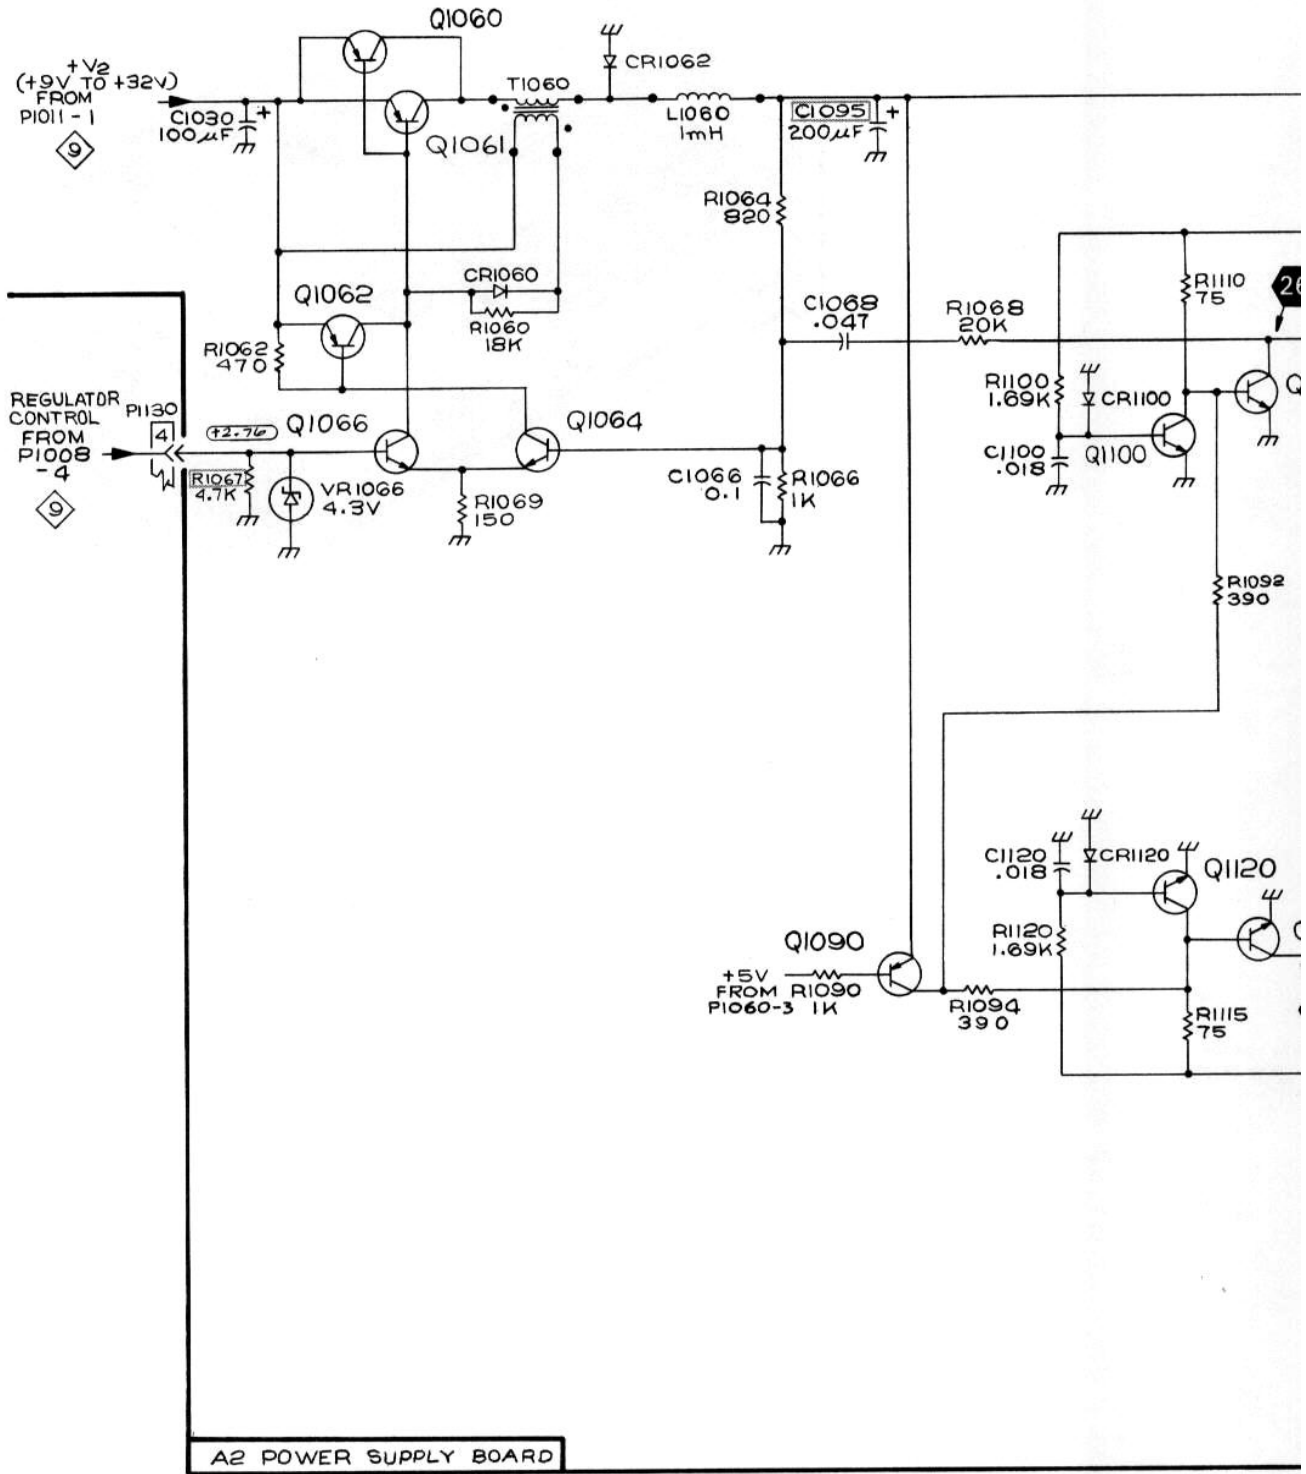 Q1060
+V2
(+9V TO +32V)
FROM
P1011-1
9
C1030
100µF
+
Q1061
T1060
CR1062
L1060
1mH
C1095
200µF
+
R1064
820
CR1060
R1060
18K
Q1062
R1062
470
C1068
.047
R1068
20K
R1110
75
26
REGULATOR
CONTROL
FROM
P1008
-4
9
P1130
4
+2.76
Q1066
R1067
4.7K
VR1066
4.3V
R1069
150
Q1064
C1066
0.1
R1066
1K
R1100
1.69K
CR1100
C1100
.018
Q1100
Q
R1092
390
C1120
.018
CR1120
Q1120
R1120
1.69K
Q1090
+5V
FROM
P1060-3
R1090
1K
R1094
390
R1115
75
A2 POWER SUPPLY BOARD